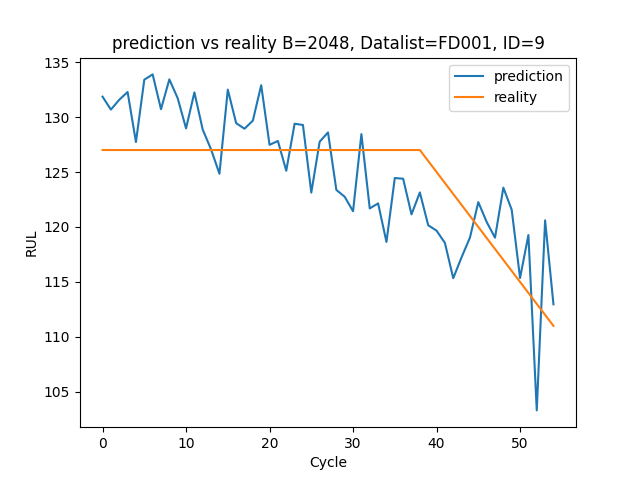 prediction vs reality B=2048, Datalist=FD001, ID=9
prediction
reality
RUL
135
130
125
120
115
110
105
0 10 20 30 40 50
Cycle